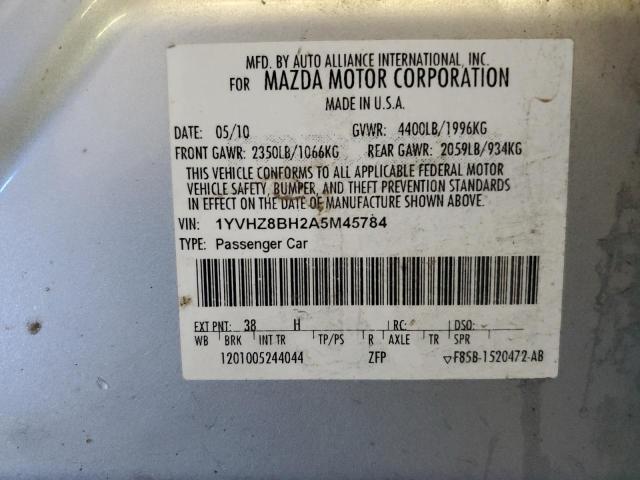 MFD. BY AUTO ALLIANCE INTERNATIONAL, INC.
FOR MAZDA MOTOR CORPORATION
MADE IN U.S.A.
DATE: 05/10 GVWR: 4400LB/1996KG
FRONT GAWR: 2350LB/1066KG REAR GAWR: 2059LB/934KG
THIS VEHICLE CONFORMS TO ALL APPLICABLE FEDERAL MOTOR
VEHICLE SAFETY, BUMPER, AND THEFT PREVENTION STANDARDS
IN EFFECT ON THE DATE OF MANUFACTURE SHOWN ABOVE.
VIN: 1YVHZ8BH2A5M45784
TYPE: Passenger Car
EXT PNT: 38 H RC: DSO:
WB BRK INT TR TP/PS R AXLE TR SPR
1201005244044 ZFP ▽F85B-1520472-AB